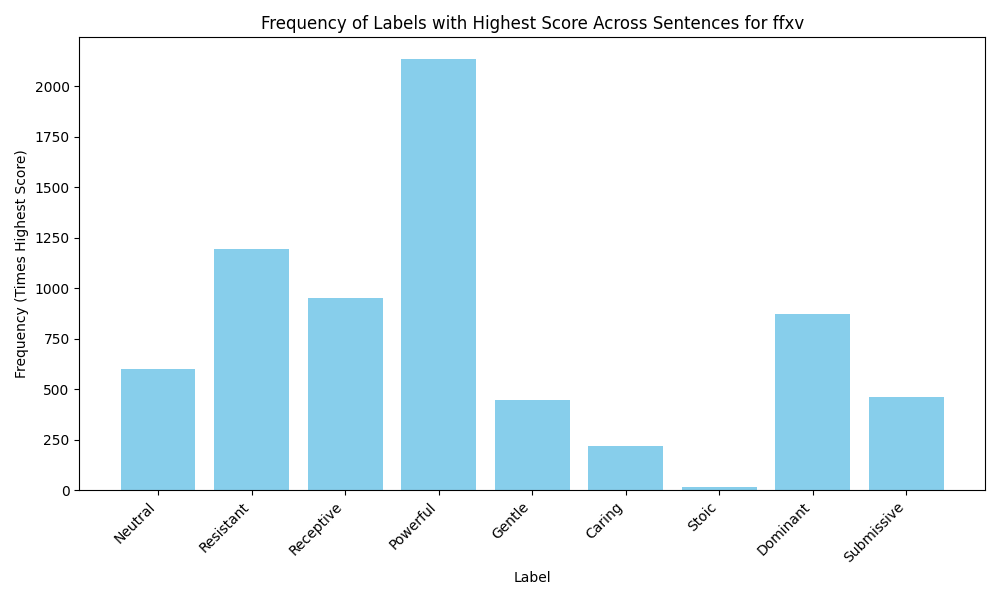 Frequency of Labels with Highest Score Across Sentences for ffxv
Frequency (Times Highest Score)
2000
1750
1500
1250
1000
750
500
250
0
Neutral
Resistant
Receptive
Powerful
Gentle
Caring
Stoic
Dominant
Submissive
Label